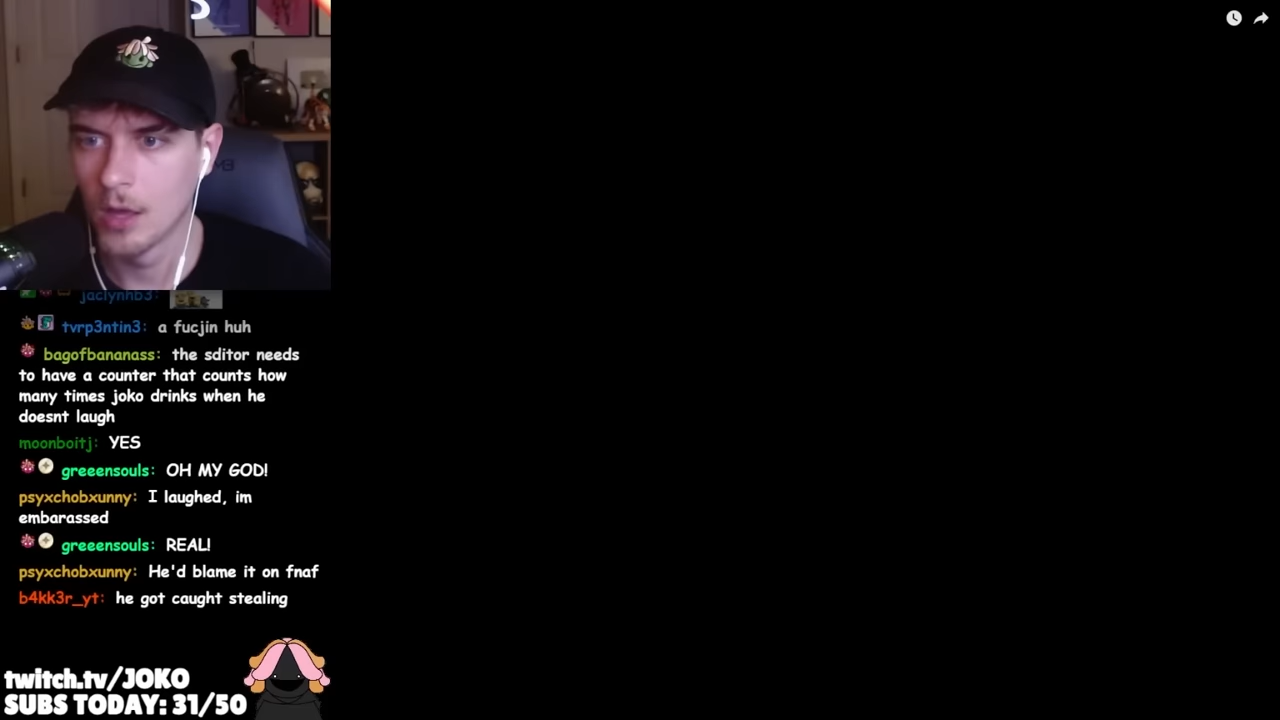 S
jaclynhb3:
tvrp3ntin3: a fucjin huh
bagofbananass: the sditor needs
to have a counter that counts how
many times joko drinks when he
doesnt laugh
moonboitj: YES
greeensouls: OH MY GOD!
psyxchobxunny: I laughed, im
embarassed
greeensouls: REAL!
psyxchobxunny: He'd blame it on fnaf
b4kk3r_yt: he got caught stealing
twitch.tv/JOKO
SUBS TODAY: 31/50